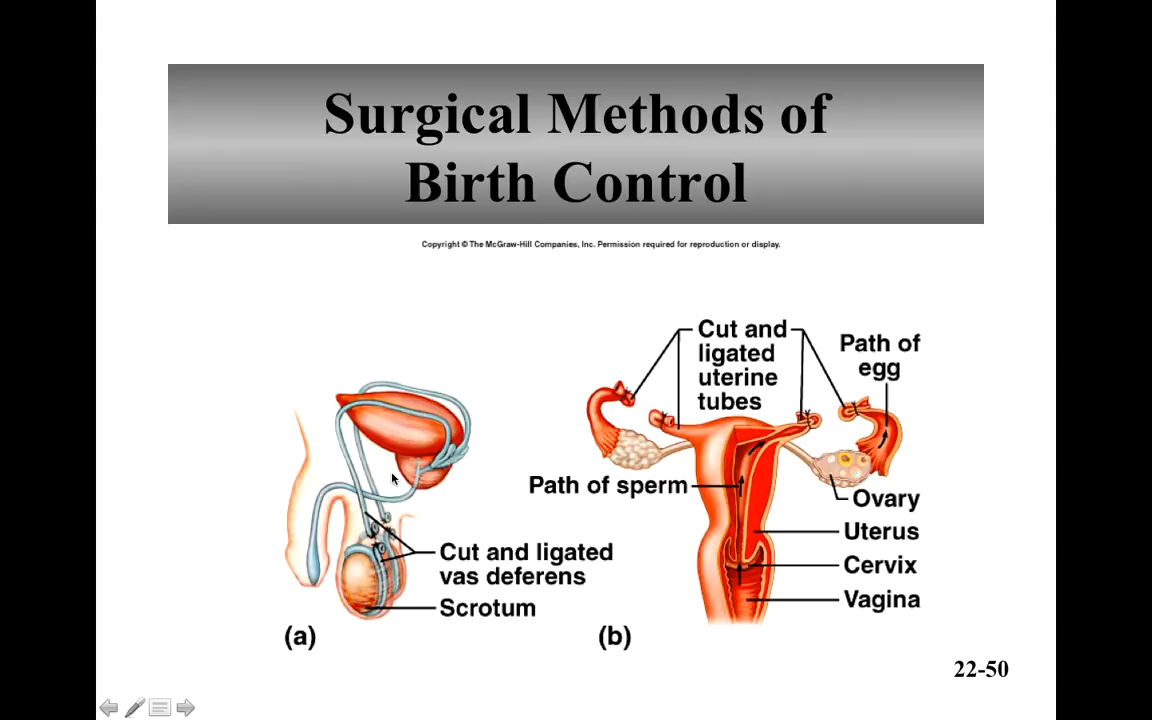 Surgical Methods of
Birth Control
Copyright © The McGraw-Hill Companies, Inc. Permission required for reproduction or display.
Cut and
ligated
uterine
tubes
Path of
egg
Path of sperm
Ovary
Uterus
Cervix
Vagina
Cut and ligated
vas deferens
Scrotum
(a)
(b)
22-50